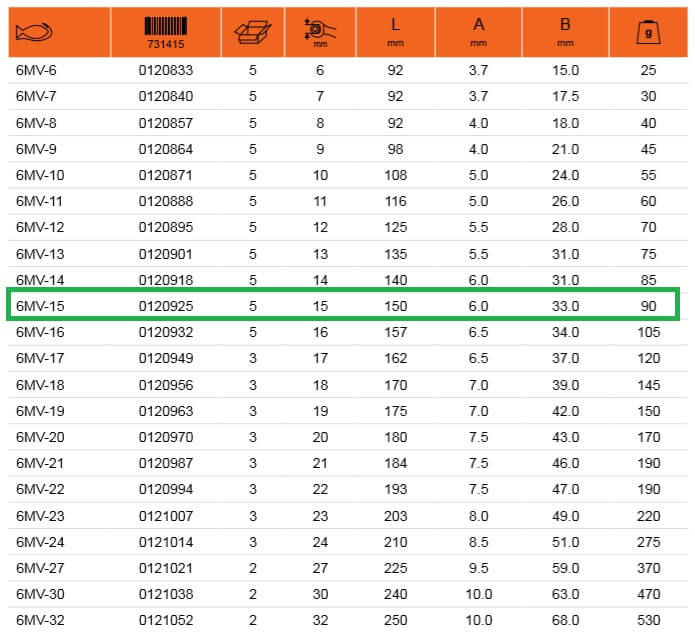 731415 mm L mm A mm B mm g
6MV-6 0120833 5 6 92 3.7 15.0 25
6MV-7 0120840 5 7 92 3.7 17.5 30
6MV-8 0120857 5 8 92 4.0 18.0 40
6MV-9 0120864 5 9 98 4.0 21.0 45
6MV-10 0120871 5 10 108 5.0 24.0 55
6MV-11 0120888 5 11 116 5.0 26.0 60
6MV-12 0120895 5 12 125 5.5 28.0 70
6MV-13 0120901 5 13 135 5.5 31.0 75
6MV-14 0120918 5 14 140 6.0 31.0 85
6MV-15 0120925 5 15 150 6.0 33.0 90
6MV-16 0120932 5 16 157 6.5 34.0 105
6MV-17 0120949 3 17 162 6.5 37.0 120
6MV-18 0120956 3 18 170 7.0 39.0 145
6MV-19 0120963 3 19 175 7.0 42.0 150
6MV-20 0120970 3 20 180 7.5 43.0 170
6MV-21 0120987 3 21 184 7.5 46.0 190
6MV-22 0120994 3 22 193 7.5 47.0 190
6MV-23 0121007 3 23 203 8.0 49.0 220
6MV-24 0121014 3 24 210 8.5 51.0 275
6MV-27 0121021 2 27 225 9.5 59.0 370
6MV-30 0121038 2 30 240 10.0 63.0 470
6MV-32 0121052 2 32 250 10.0 68.0 530